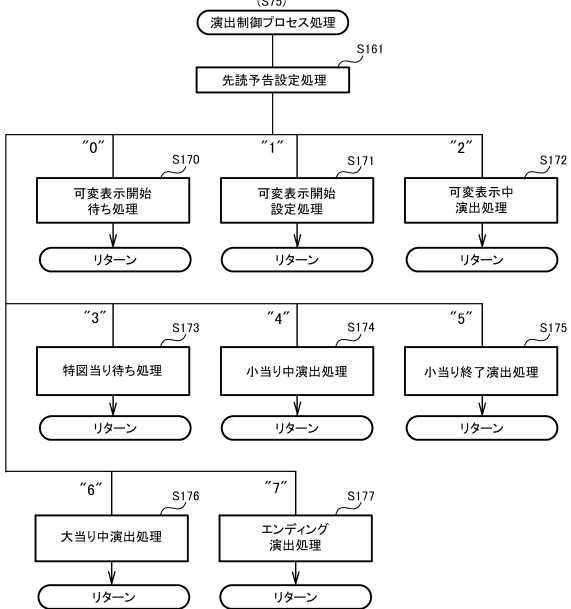 (S75)
演出制御プロセス処理
S161
先読予告設定処理
"0"
S170
"1"
S171
"2"
S172
可変表示開始
待ち処理
可変表示開始
設定処理
可変表示中
演出処理
リターン
リターン
リターン
"3"
S173
"4"
S174
"5"
S175
特図当り待ち処理
小当り中演出処理
小当り終了演出処理
リターン
リターン
リターン
"6"
S176
"7"
S177
大当り中演出処理
エンディング
演出処理
リターン
リターン